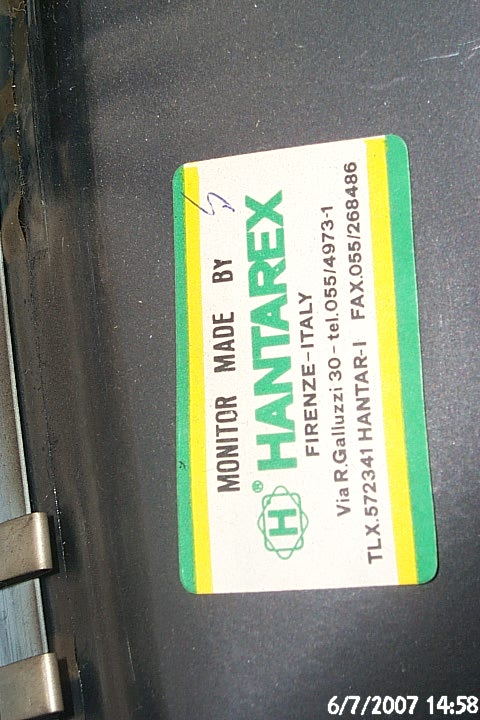 MONITOR MADE BY
H® HANTAREX
FIRENZE-ITALY
Via R.Galluzzi 30 - tel.055/4973-1
TLX.572341 HANTAR-I FAX.055/268486
6/7/2007 14:58